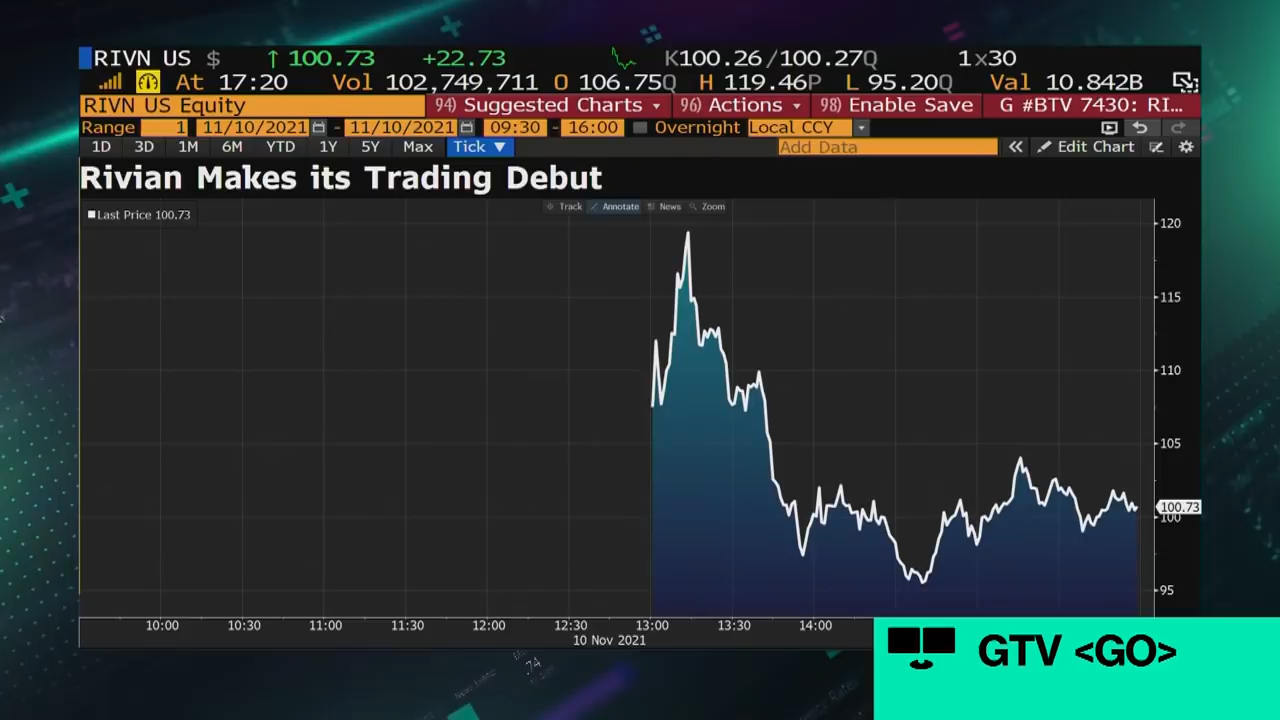 RIVN US $ ↑ 100.73 +22.73 K100.26/100.27Q 1x30
At 17:20 Vol 102,749,711 O 106.75Q H 119.46P L 95.20Q Val 10.842B
RIVN US Equity 94) Suggested Charts 96) Actions 98) Enable Save G #BTV 7430: RI...
Range 1 11/10/2021 - 11/10/2021 09:30 - 16:00 Overnight Local CCY
1D 3D 1M 6M YTD 1Y 5Y Max Tick ▼ Add Data « Edit Chart
Rivian Makes its Trading Debut
Track Annotate News Zoom
Last Price 100.73
120
115
110
105
100.73
100
95
10:00 10:30 11:00 11:30 12:00 12:30 13:00 13:30 14:00
10 Nov 2021
GTV <GO>
.74